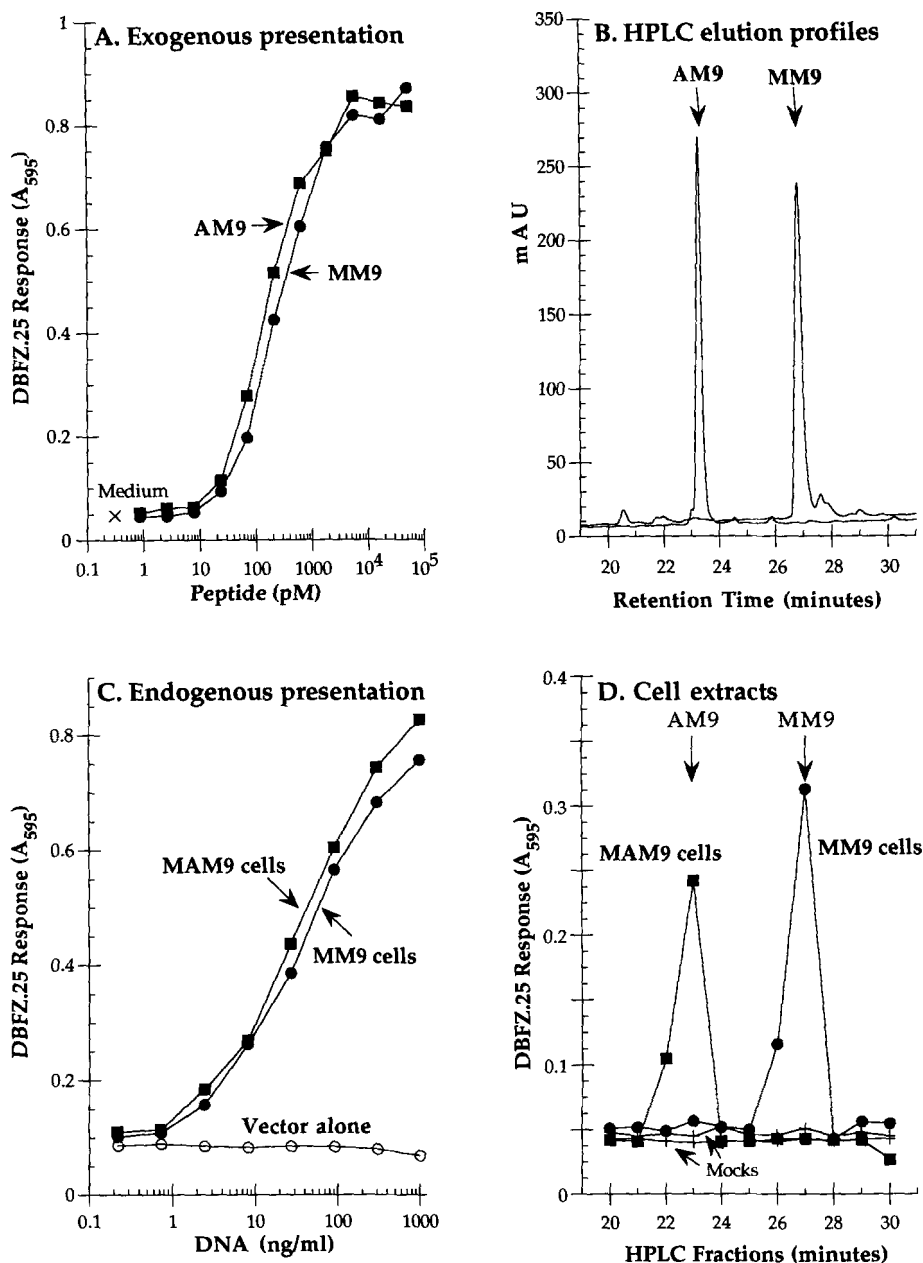 A. Exogenous presentation
1
0.8
0.6
0.4
0.2
0
DBFZ.25 Response (A595)
AM9
MM9
Medium
0.1 1 10 100 1000 10^4 10^5
Peptide (pM)
B. HPLC elution profiles
350
300
250
200
150
100
50
0
m A U
AM9 MM9
20 22 24 26 28 30
Retention Time (minutes)
C. Endogenous presentation
0.8
0.6
0.4
0.2
0
DBFZ.25 Response (A595)
MAM9 cells
MM9 cells
Vector alone
0.1 1 10 100 1000
DNA (ng/ml)
D. Cell extracts
0.4
0.3
0.2
0.1
0
DBFZ.25 Response (A595)
AM9 MM9
MAM9 cells MM9 cells
Mocks
20 22 24 26 28 30
HPLC Fractions (minutes)